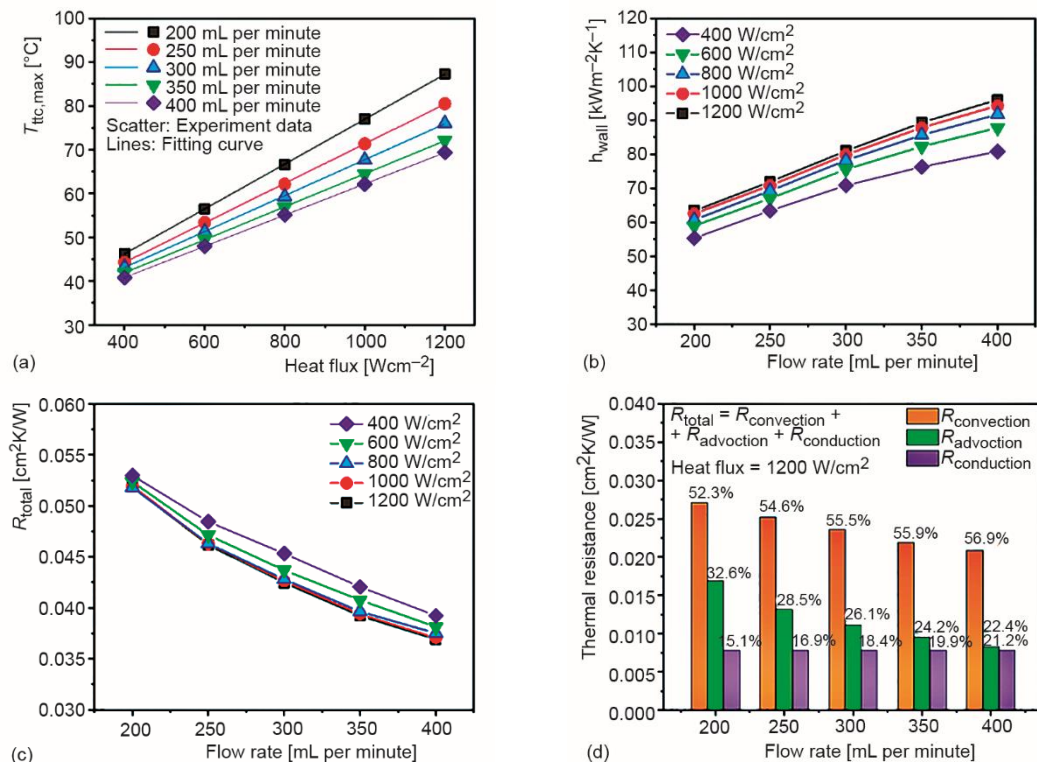 100
90
80
70
60
50
40
30
T_ttc,max [°C]
200 mL per minute
250 mL per minute
300 mL per minute
350 mL per minute
400 mL per minute
Scatter: Experiment data
Lines: Fitting curve
400 600 800 1000 1200
Heat flux [Wcm–2]
(a)
120
110
100
90
80
70
60
50
40
30
h_wall [kWm–2K–1]
400 W/cm2
600 W/cm2
800 W/cm2
1000 W/cm2
1200 W/cm2
200 250 300 350 400
Flow rate [mL per minute]
(b)
0.060
0.055
0.050
0.045
0.040
0.035
0.030
R_total [cm2K/W]
400 W/cm2
600 W/cm2
800 W/cm2
1000 W/cm2
1200 W/cm2
200 250 300 350 400
Flow rate [mL per minute]
(c)
0.040
0.035
0.030
0.025
0.020
0.015
0.010
0.005
0.000
Thermal resistance [cm2K/W]
R_total = R_convection +
+ R_advoction + R_conduction
Heat flux = 1200 W/cm2
R_convection
R_advoction
R_conduction
52.3% 54.6% 55.5% 55.9% 56.9%
32.6% 28.5% 26.1% 24.2% 22.4%
15.1% 16.9% 18.4% 19.9% 21.2%
200 250 300 350 400
Flow rate [mL per minute]
(d)